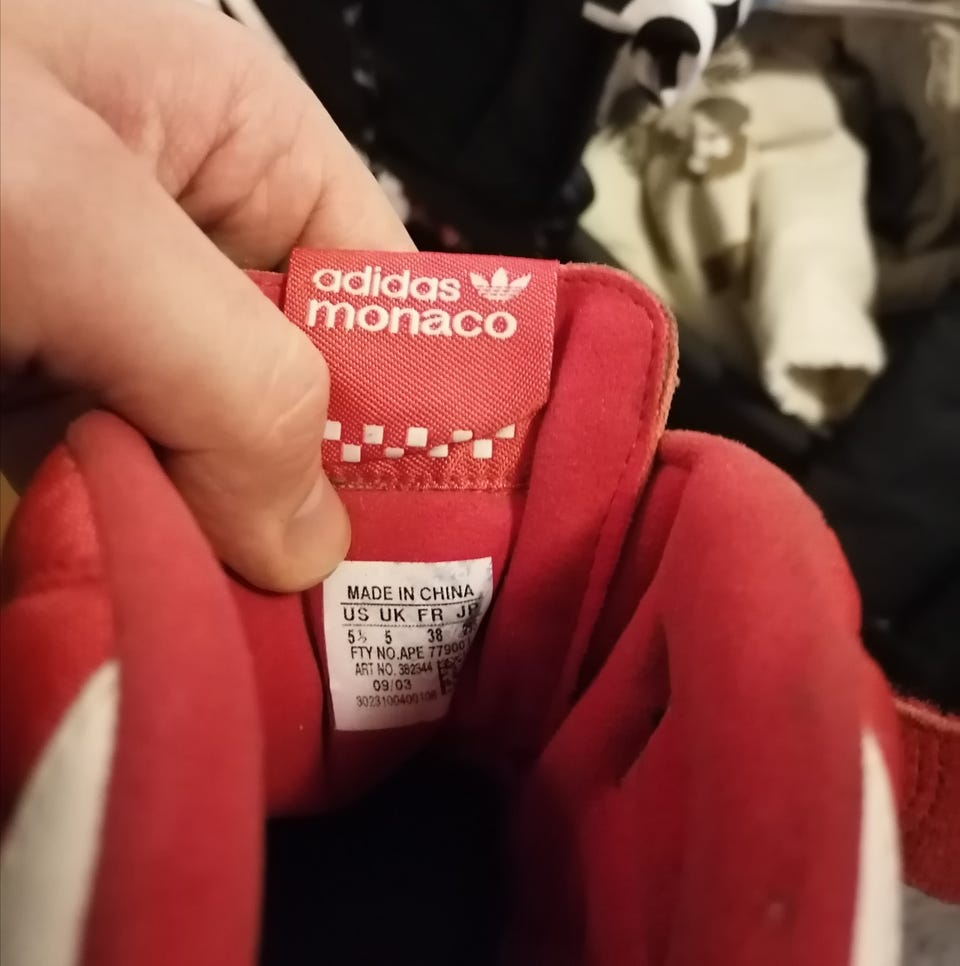 adidas
monaco
MADE IN CHINA
US UK FR JP
5½ 5 38
FTY NO.APE
ART NO. 382344
09/03
3023100400108